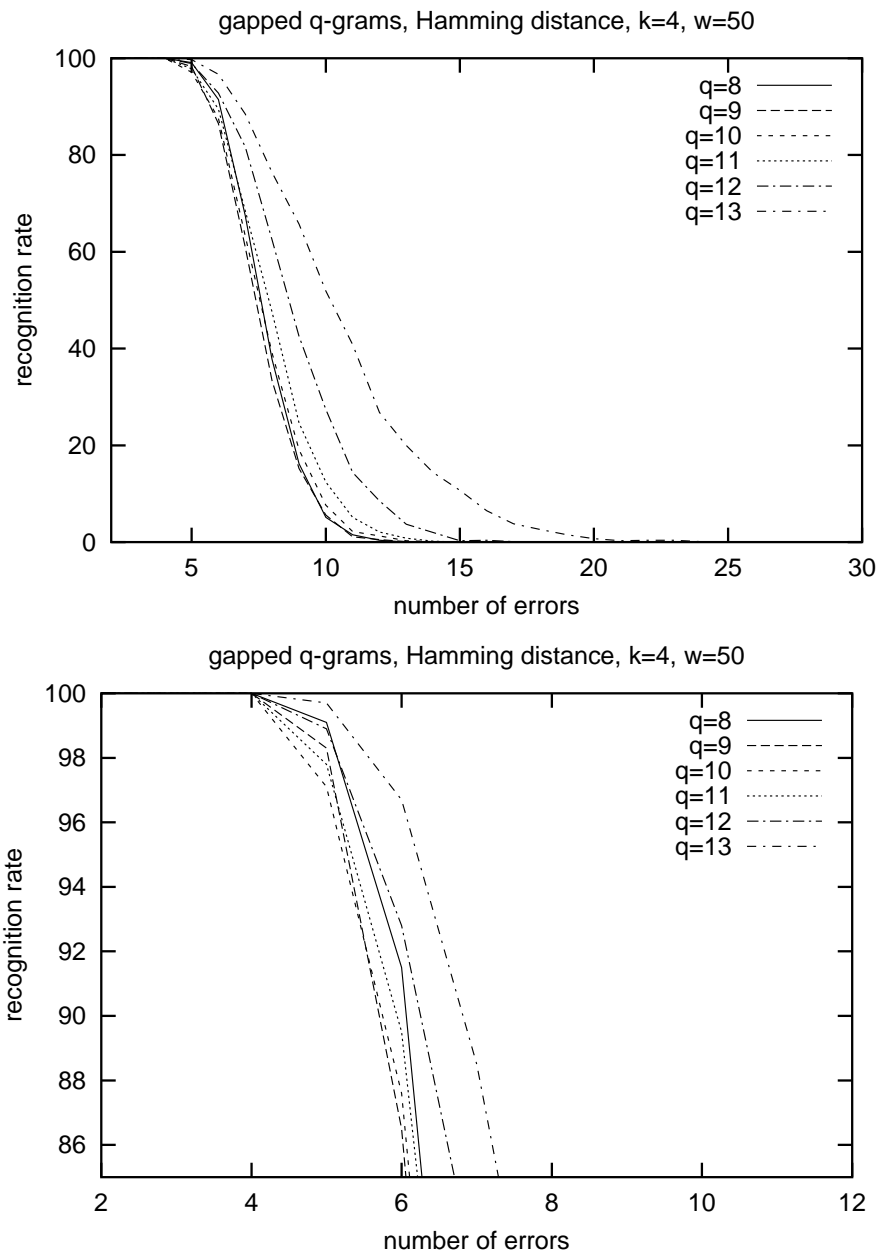 gapped q-grams, Hamming distance, k=4, w=50
100
80
60
40
20
0
recognition rate
q=8
q=9
q=10
q=11
q=12
q=13
5 10 15 20 25 30
number of errors
gapped q-grams, Hamming distance, k=4, w=50
100
98
96
94
92
90
88
86
recognition rate
q=8
q=9
q=10
q=11
q=12
q=13
2 4 6 8 10 12
number of errors